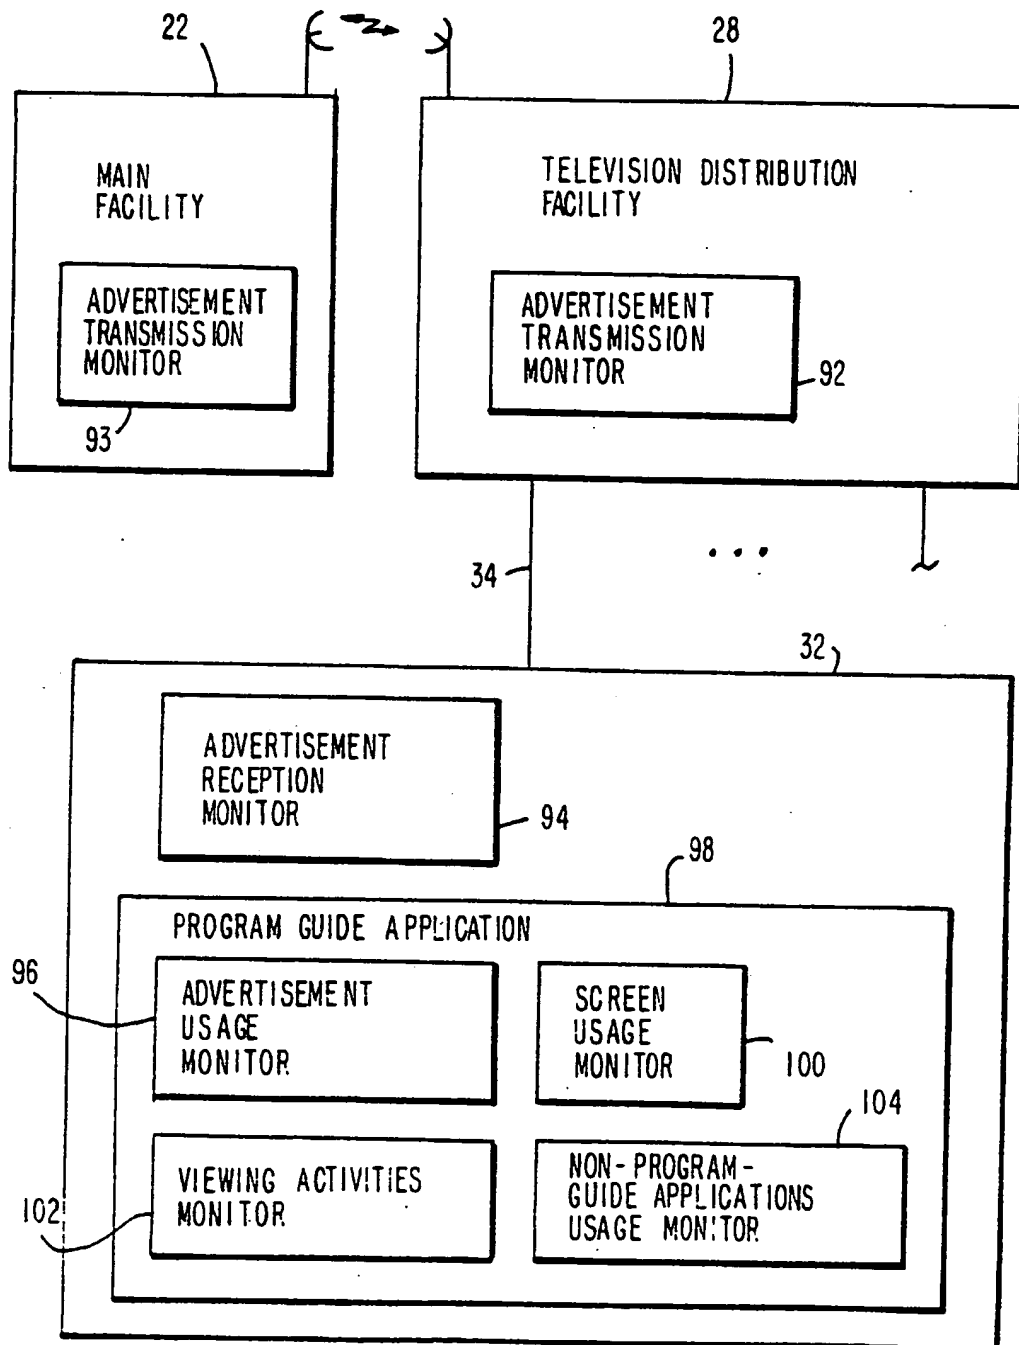 22
28
MAIN
FACILITY
TELEVISION DISTRIBUTION
FACILITY
ADVERTISEMENT
TRANSMISSION
MONITOR
93
ADVERTISEMENT
TRANSMISSION
MONITOR
92
34
...
32
ADVERTISEMENT
RECEPTION
MONITOR
94
98
PROGRAM GUIDE APPLICATION
96
ADVERTISEMENT
USAGE
MONITOR
SCREEN
USAGE
MONITOR
100
104
VIEWING ACTIVITIES
MONITOR
102
NON-PROGRAM-
GUIDE APPLICATIONS
USAGE MONITOR